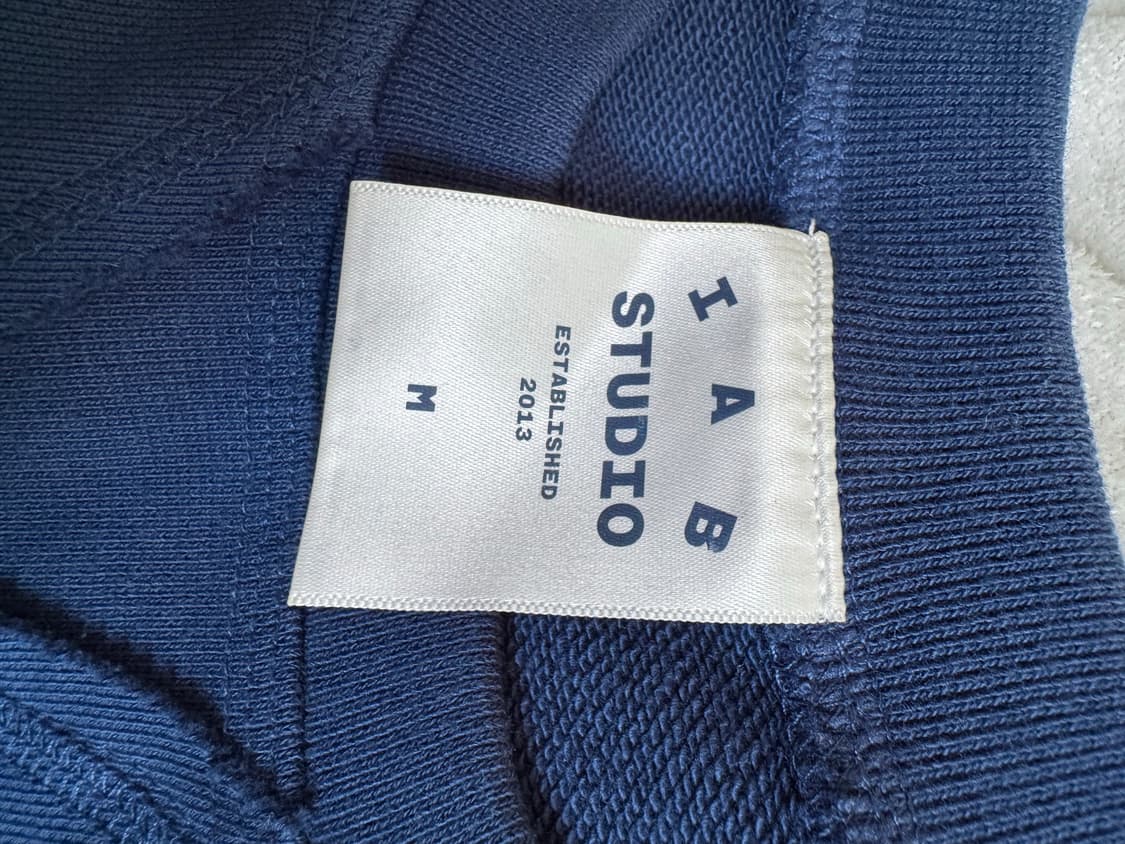 I A B
STUDIO
ESTABLISHED
2013
M